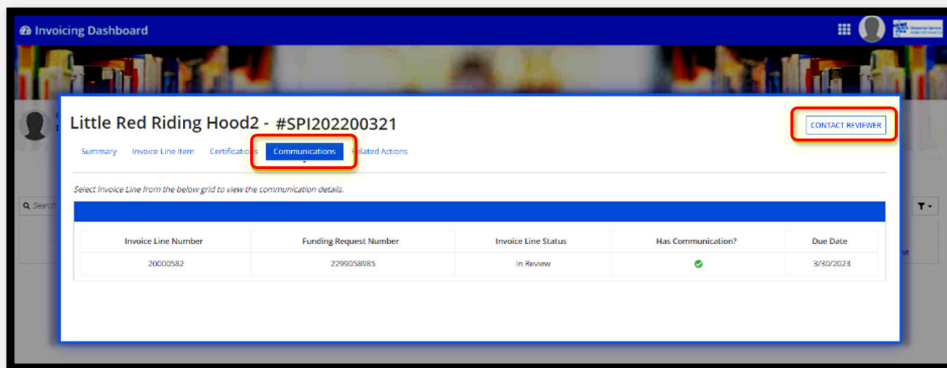 Invoicing Dashboard
Little Red Riding Hood2 - #SPI202200321
CONTACT REVIEWER
Summary Invoice Line Item Certifications Communications Related Actions
Select Invoice Line from the below grid to view the communication details.
Search
Invoice Line Number Funding Request Number Invoice Line Status Has Communication? Due Date
20000582 2299058985 In Review 3/30/2023